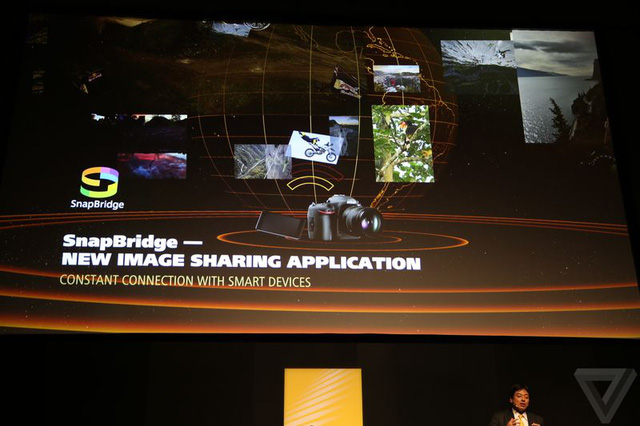 SnapBridge
SnapBridge —
NEW IMAGE SHARING APPLICATION
CONSTANT CONNECTION WITH SMART DEVICES